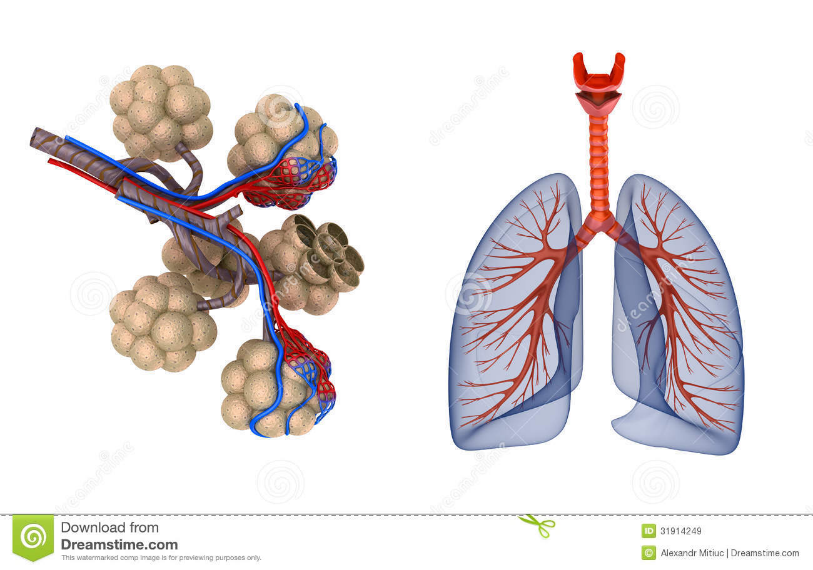 Download from
Dreamstime.com
This watermarked comp image is for previewing purposes only.
ID 31914249
© Alexandr Mitiuc | Dreamstime.com